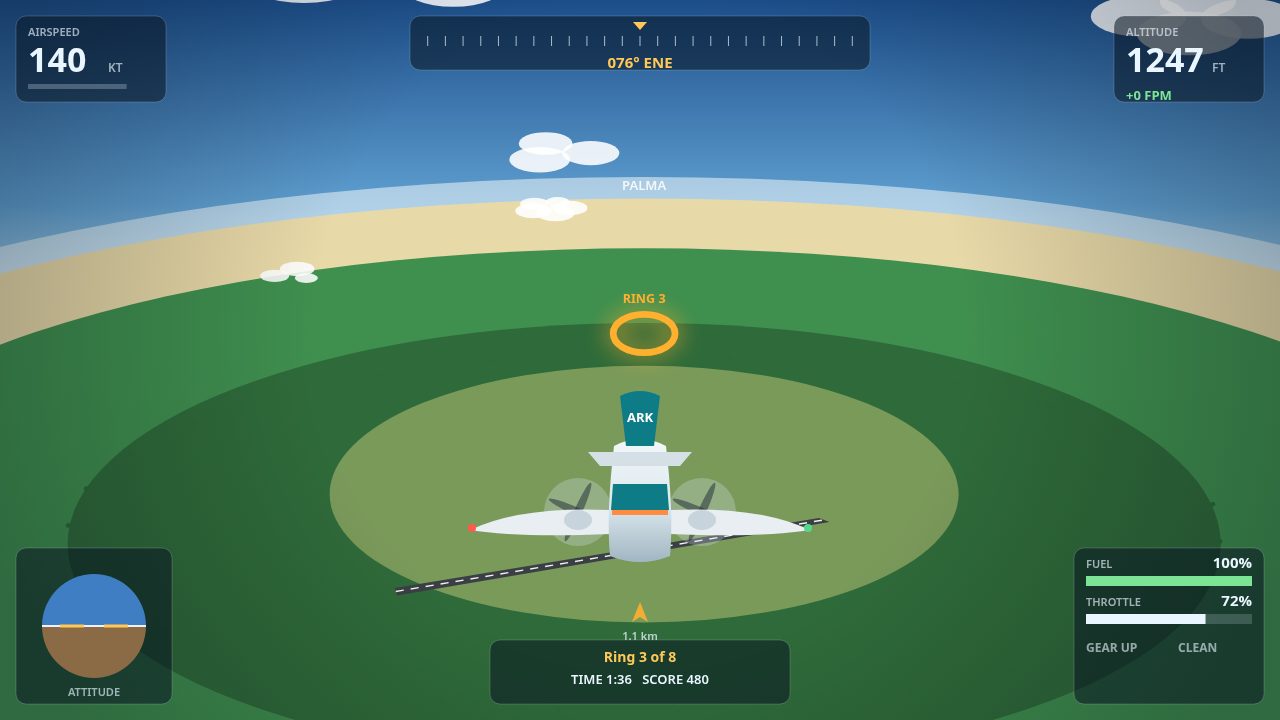 AIRSPEED
140 KT
076° ENE
ALTITUDE
1247 FT
+0 FPM
PALMA
RING 3
ARK
ATTITUDE
1.1 km
Ring 3 of 8
TIME 1:36 SCORE 480
FUEL 100%
THROTTLE 72%
GEAR UP CLEAN